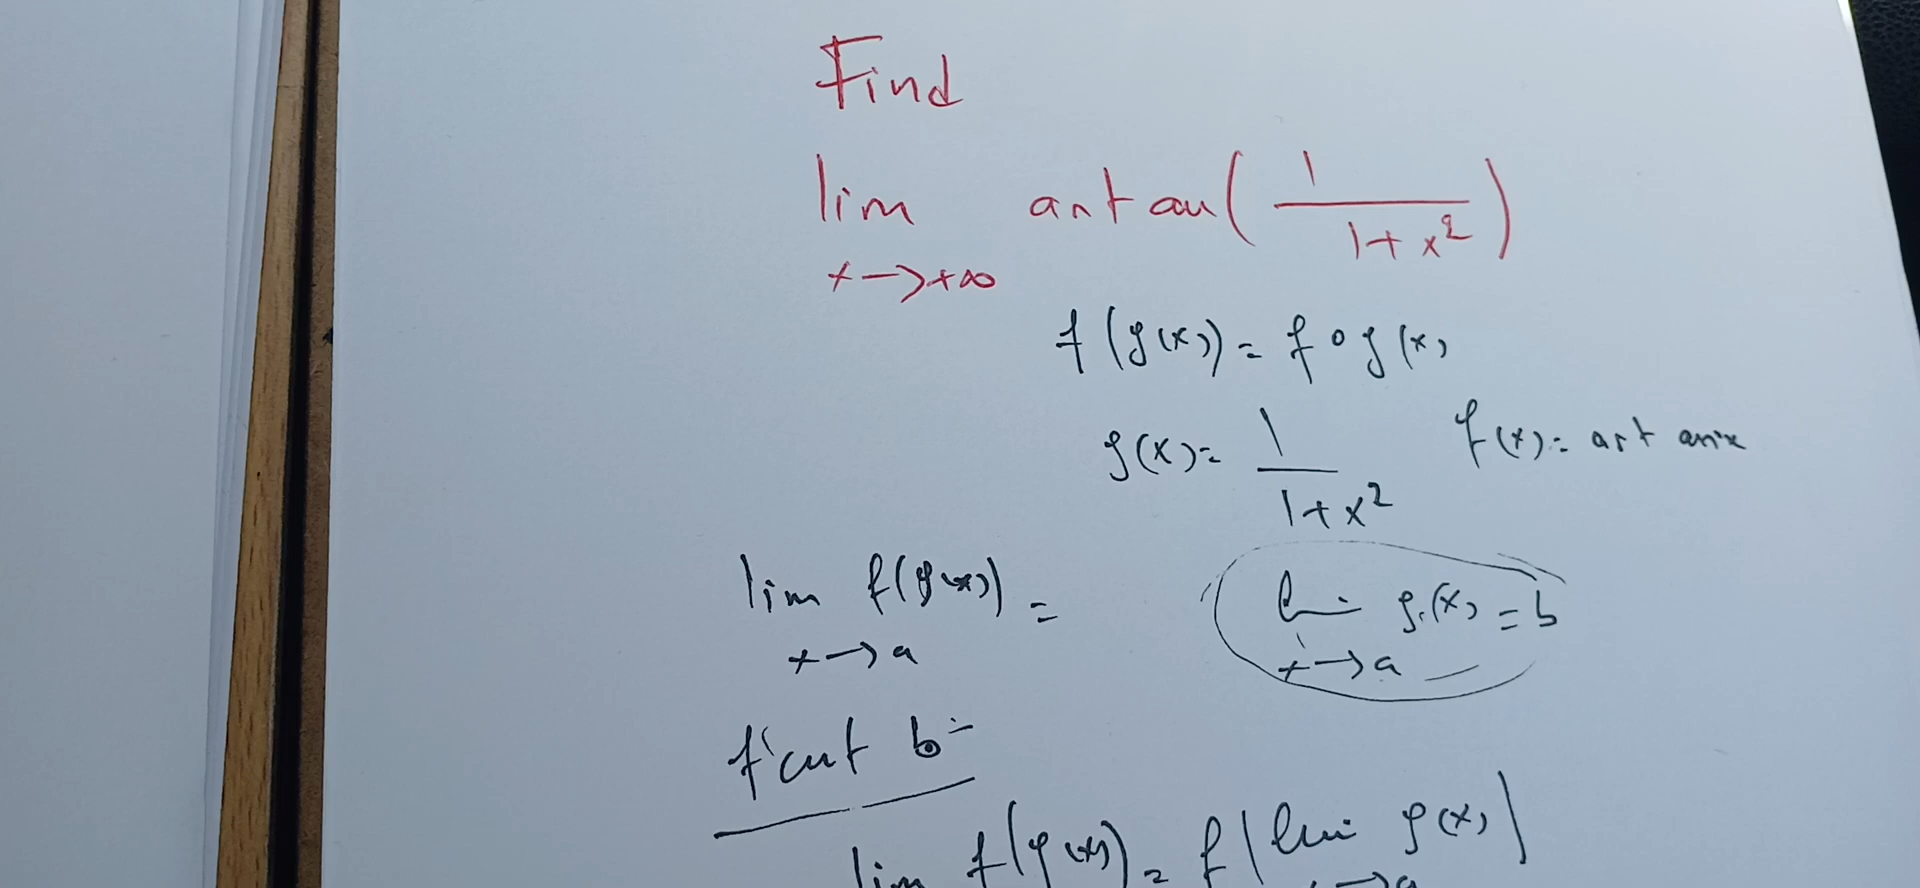 Find
lim arctan( 1 / 1+x² )
x→+∞
f(g(x)) = f∘g(x)
g(x) = 1 / 1+x² f(x) = arctan x
lim f(g(x)) = lim g(x) = b
x→a x→a
f cont b
lim f(g(x)) = f(lim g(x))
x→a